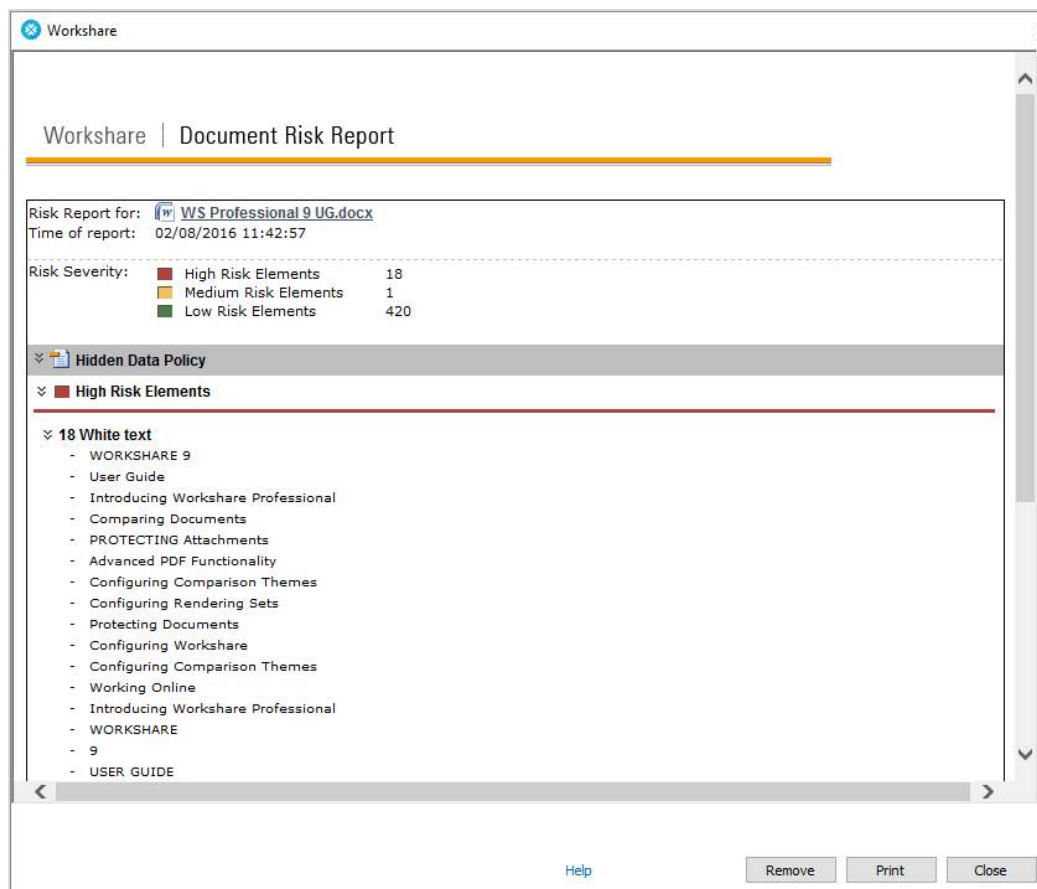 Workshare
Workshare | Document Risk Report
Risk Report for: WS Professional 9 UG.docx
Time of report: 02/08/2016 11:42:57
Risk Severity: High Risk Elements 18
Medium Risk Elements 1
Low Risk Elements 420
Hidden Data Policy
High Risk Elements
18 White text
- WORKSHARE 9
- User Guide
- Introducing Workshare Professional
- Comparing Documents
- PROTECTING Attachments
- Advanced PDF Functionality
- Configuring Comparison Themes
- Configuring Rendering Sets
- Protecting Documents
- Configuring Workshare
- Configuring Comparison Themes
- Working Online
- Introducing Workshare Professional
- WORKSHARE
- 9
- USER GUIDE
Help Remove Print Close